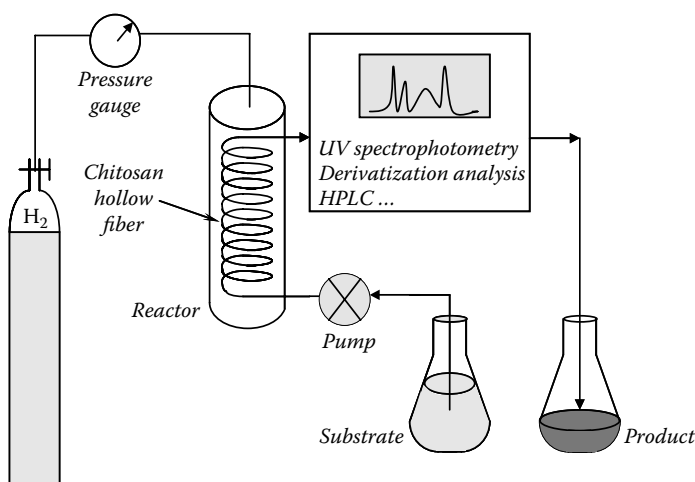 Pressure
gauge
UV spectrophotometry
Derivatization analysis
HPLC ...
Chitosan
hollow
fiber
H₂
Reactor
Pump
Substrate
Product